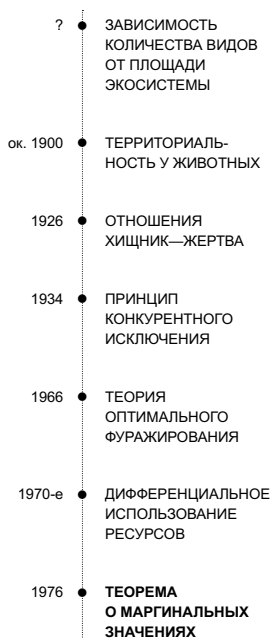 ? ЗАВИСИМОСТЬ
КОЛИЧЕСТВА ВИДОВ
ОТ ПЛОЩАДИ
ЭКОСИСТЕМЫ
ок. 1900 ТЕРРИТОРИАЛЬ-
НОСТЬ У ЖИВОТНЫХ
1926 ОТНОШЕНИЯ
ХИЩНИК—ЖЕРТВА
1934 ПРИНЦИП
КОНКУРЕНТНОГО
ИСКЛЮЧЕНИЯ
1966 ТЕОРИЯ
ОПТИМАЛЬНОГО
ФУРАЖИРОВАНИЯ
1970-е ДИФФЕРЕНЦИАЛЬНОЕ
ИСПОЛЬЗОВАНИЕ
РЕСУРСОВ
1976 ТЕОРЕМА
О МАРГИНАЛЬНЫХ
ЗНАЧЕНИЯХ